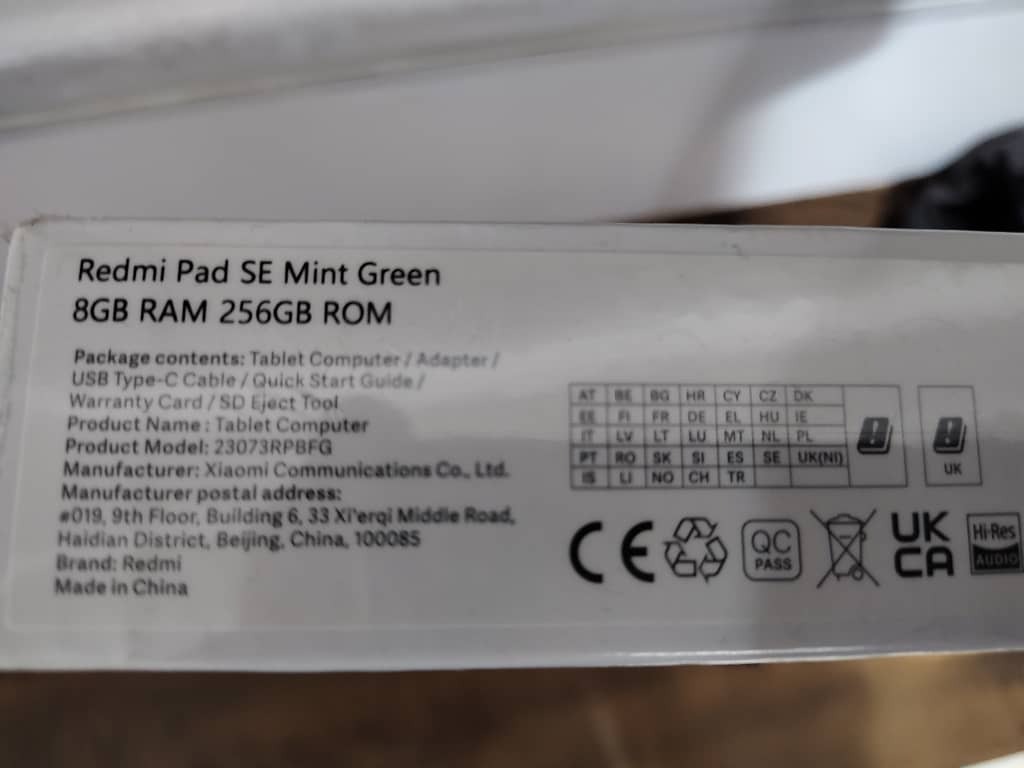 Redmi Pad SE Mint Green
8GB RAM 256GB ROM
Package contents: Tablet Computer / Adapter /
USB Type-C Cable / Quick Start Guide /
Warranty Card / SD Eject Tool
Product Name : Tablet Computer
Product Model: 23073RPBFG
Manufacturer: Xiaomi Communications Co., Ltd.
Manufacturer postal address:
#019, 9th Floor, Building 6, 33 Xi'erqi Middle Road,
Haidian District, Beijing, China, 100085
Brand: Redmi
Made in China
AT BE BG HR CY CZ DK
EE FI FR DE EL HU IE
IT LV LT LU MT NL PL
PT RO SK SI ES SE UK(NI)
IS LI NO CH TR
UK
CE
QC
PASS
UK
CA
Hi-Res
AUDIO